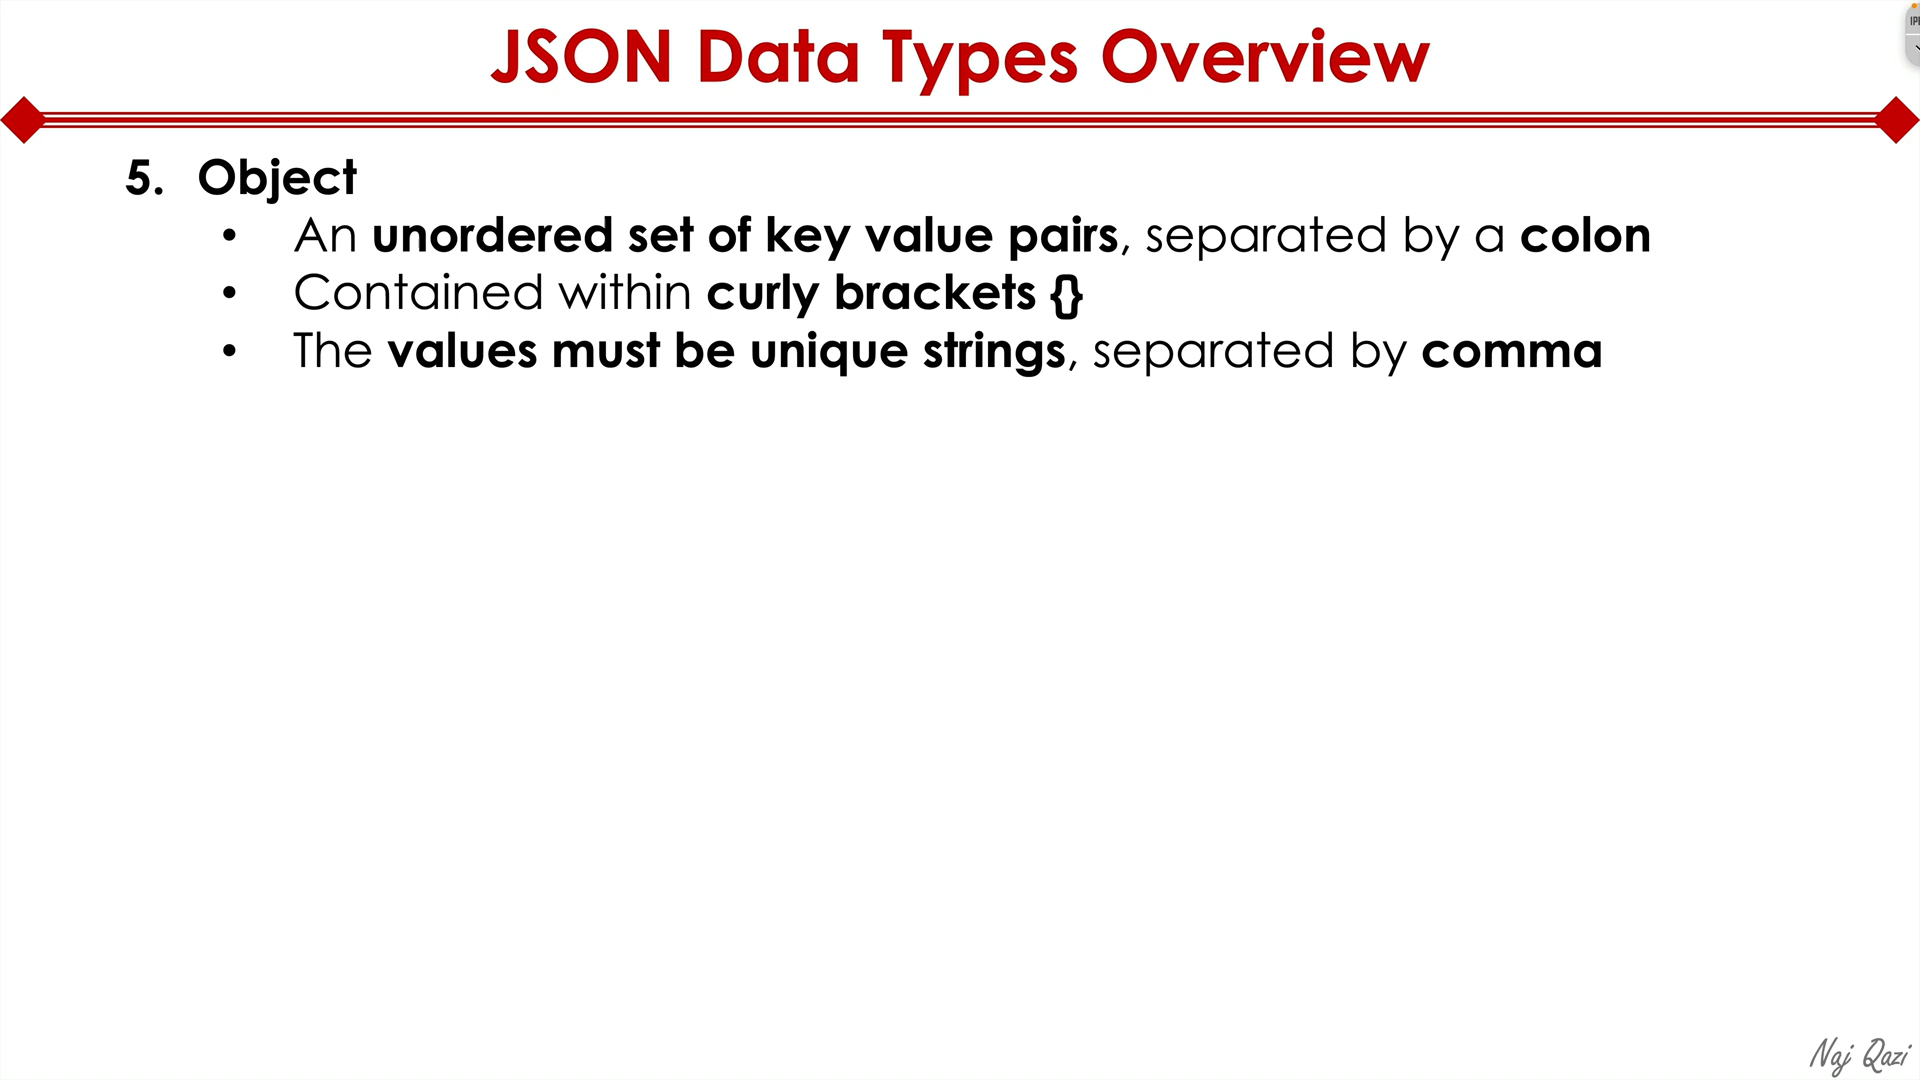 JSON Data Types Overview
5. Object
• An unordered set of key value pairs, separated by a colon
• Contained within curly brackets {}
• The values must be unique strings, separated by comma
Naj Qazi